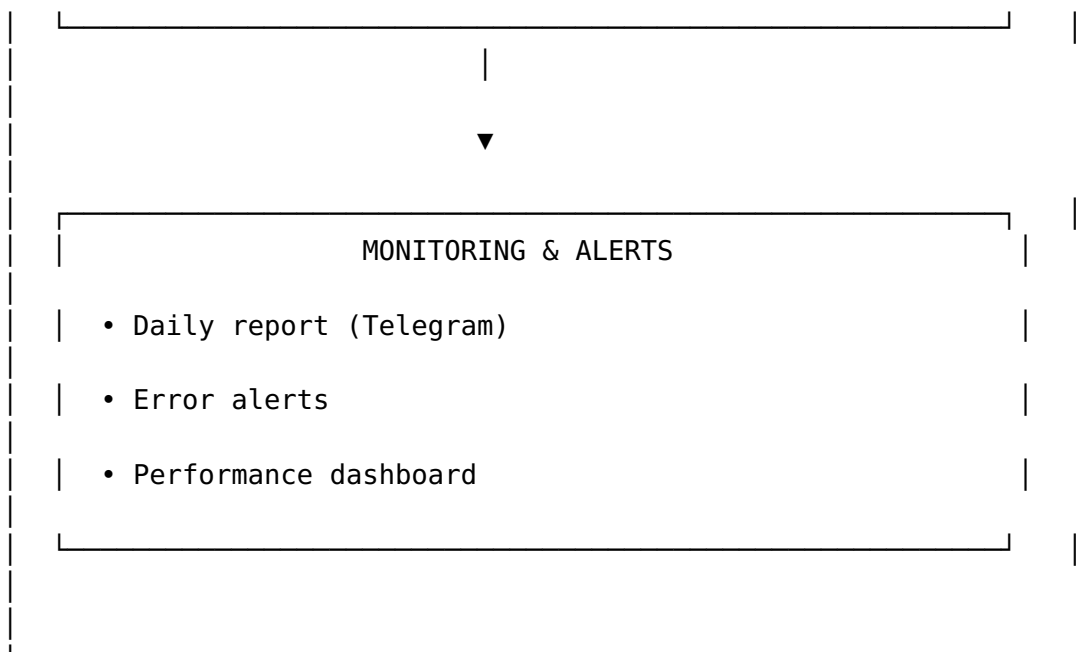 ▼
MONITORING & ALERTS
• Daily report (Telegram)
• Error alerts
• Performance dashboard